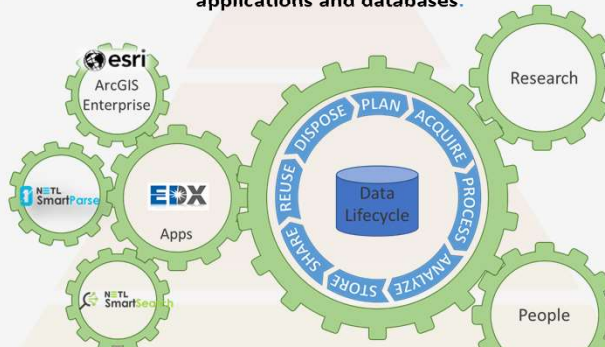 applications and databases.
esri
ArcGIS
Enterprise
Research
NETL
SmartParse
EDX
Apps
PLAN
ACQUIRE
PROCESS
ANALYZE
STORE
SHARE
REUSE
DISPOSE
Data
Lifecycle
NETL
SmartSearch
People